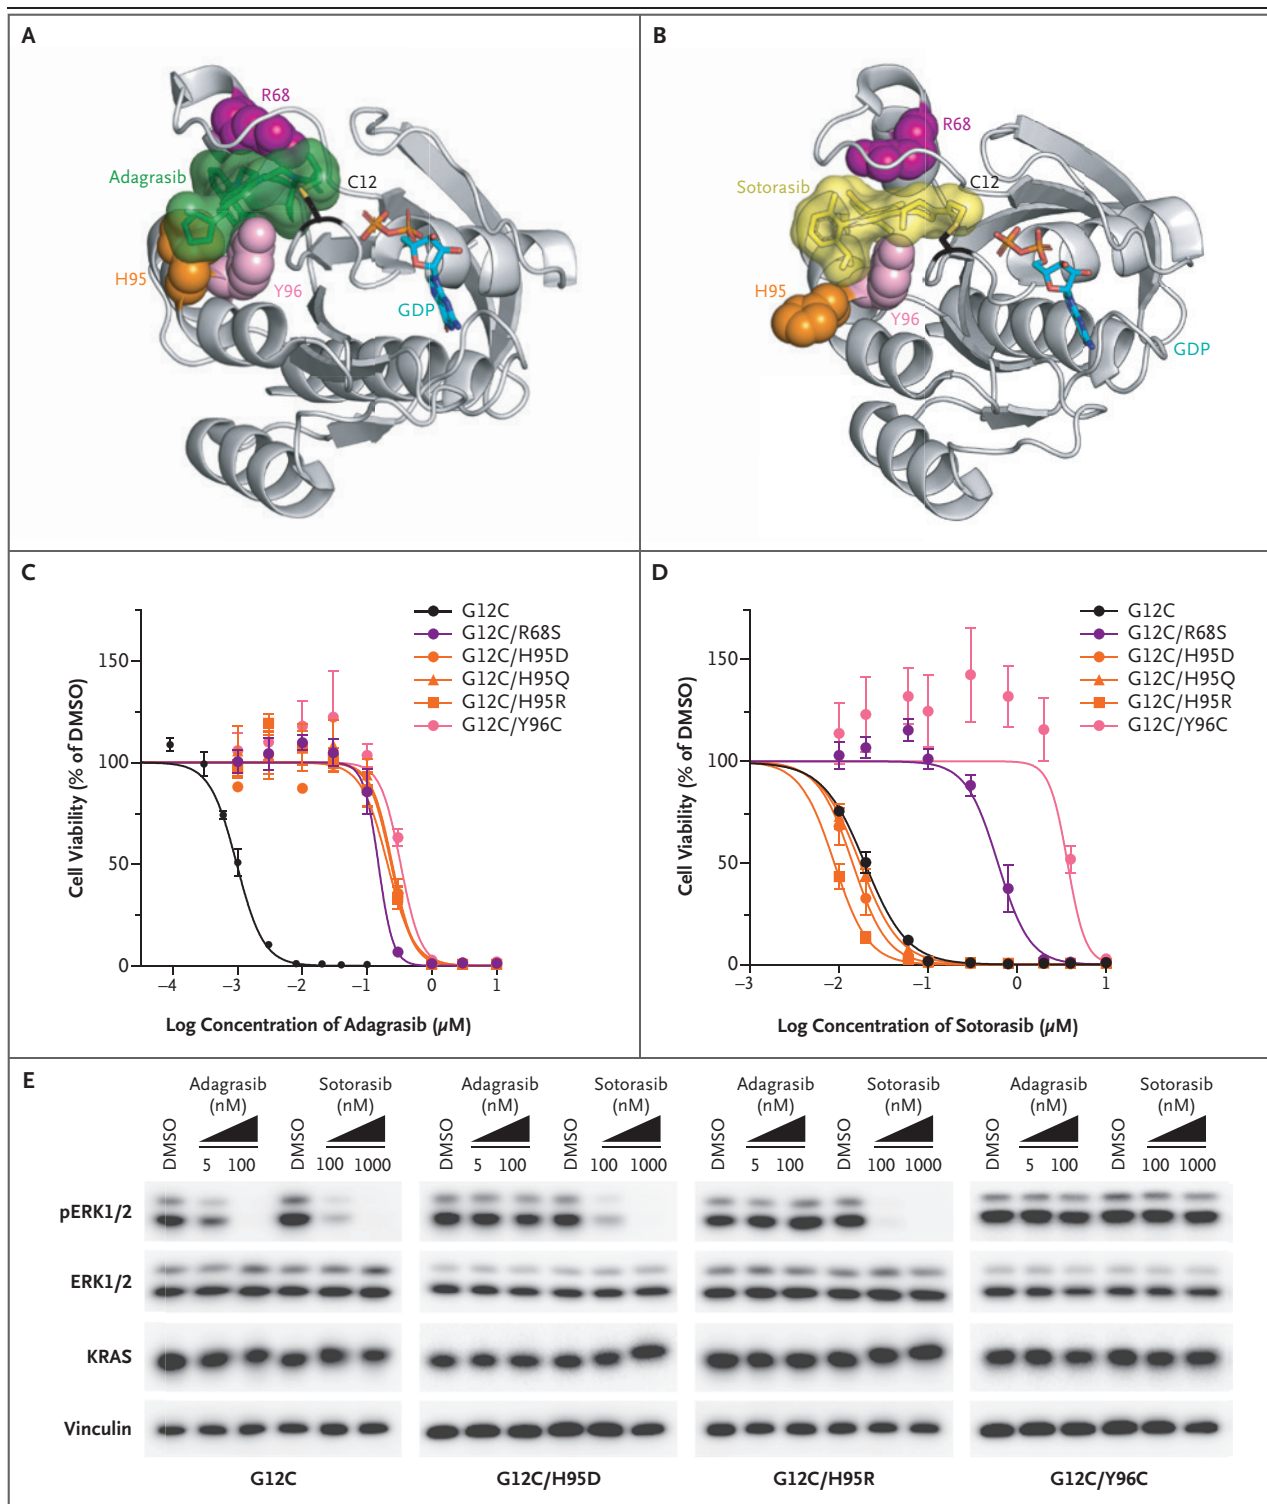 A
R68
Adagrasib
C12
H95
Y96
GDP
B
R68
Sotorasib
C12
H95
Y96
GDP
C
Cell Viability (% of DMSO)
150
100
50
0
−4 −3 −2 −1 0 1
Log Concentration of Adagrasib (µM)
G12C
G12C/R68S
G12C/H95D
G12C/H95Q
G12C/H95R
G12C/Y96C
D
Cell Viability (% of DMSO)
150
100
50
0
−3 −2 −1 0 1
Log Concentration of Sotorasib (µM)
G12C
G12C/R68S
G12C/H95D
G12C/H95Q
G12C/H95R
G12C/Y96C
E
Adagrasib Sotorasib Adagrasib Sotorasib Adagrasib Sotorasib Adagrasib Sotorasib
(nM) (nM) (nM) (nM) (nM) (nM) (nM) (nM)
DMSO DMSO DMSO DMSO DMSO DMSO DMSO DMSO
5 100 100 1000 5 100 100 1000 5 100 100 1000 5 100 100 1000
pERK1/2
ERK1/2
KRAS
Vinculin
G12C G12C/H95D G12C/H95R G12C/Y96C